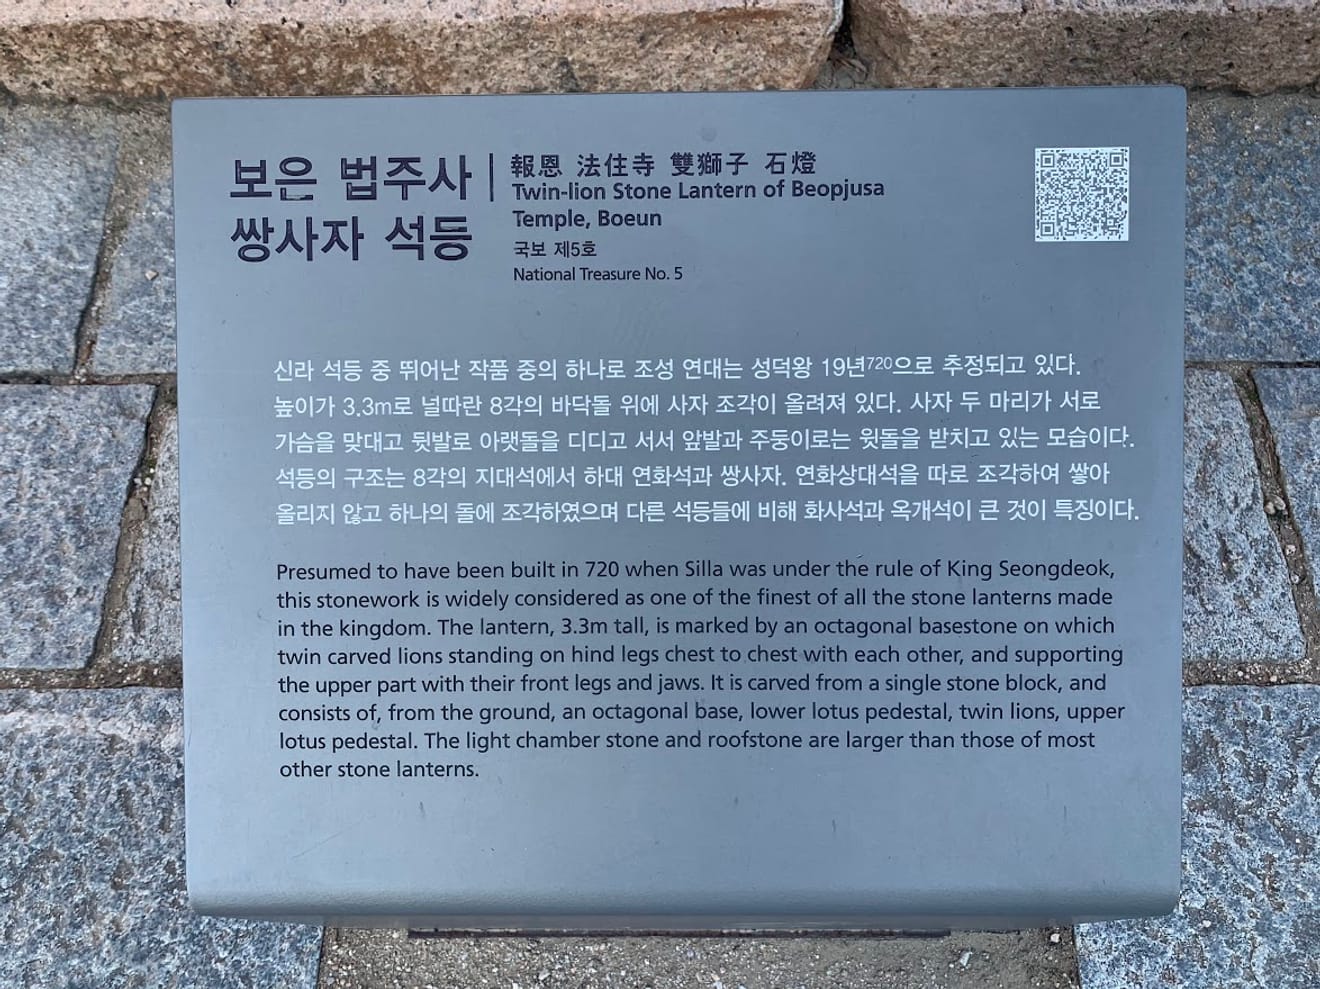 보은 법주사
쌍사자 석등
報恩 法住寺 雙獅子 石燈
Twin-lion Stone Lantern of Beopjusa
Temple, Boeun
국보 제5호
National Treasure No. 5
신라 석등 중 뛰어난 작품 중의 하나로 조성 연대는 성덕왕 19년720으로 추정되고 있다.
높이가 3.3m로 널따란 8각의 바닥돌 위에 사자 조각이 올려져 있다. 사자 두 마리가 서로
가슴을 맞대고 뒷발로 아랫돌을 디디고 서서 앞발과 주둥이로는 윗돌을 받치고 있는 모습이다.
석등의 구조는 8각의 지대석에서 하대 연화석과 쌍사자. 연화상대석을 따로 조각하여 쌓아
올리지 않고 하나의 돌에 조각하였으며 다른 석등들에 비해 화사석과 옥개석이 큰 것이 특징이다.
Presumed to have been built in 720 when Silla was under the rule of King Seongdeok,
this stonework is widely considered as one of the finest of all the stone lanterns made
in the kingdom. The lantern, 3.3m tall, is marked by an octagonal basestone on which
twin carved lions standing on hind legs chest to chest with each other, and supporting
the upper part with their front legs and jaws. It is carved from a single stone block, and
consists of, from the ground, an octagonal base, lower lotus pedestal, twin lions, upper
lotus pedestal. The light chamber stone and roofstone are larger than those of most
other stone lanterns.